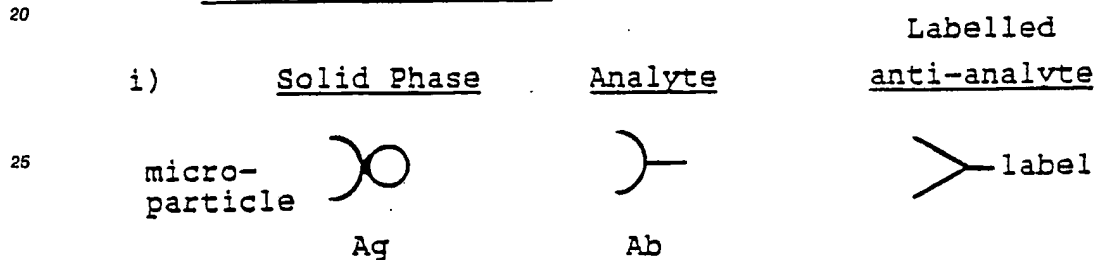 20
Labelled
i) Solid Phase Analyte anti-analyte
25
micro-
particle
label
Ag Ab